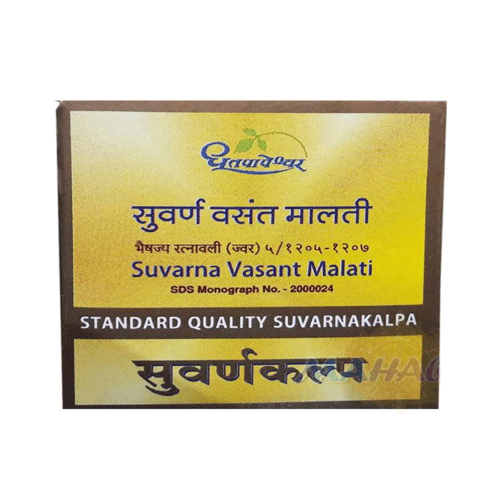 धूतपापेश्वर
सुवर्ण वसंत मालती
भैषज्य रत्नावली (ज्वर) ५/१२०५-१२०७
Suvarna Vasant Malati
SDS Monograph No. - 2000024
STANDARD QUALITY SUVARNAKALPA
सुवर्णकल्प